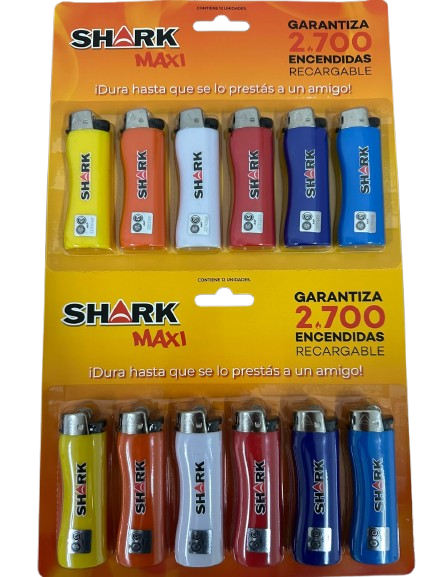 CONTIENE 12 UNIDADES.
SHARK
MAXI
GARANTIZA
2,700
ENCENDIDAS
RECARGABLE
¡Dura hasta que se lo prestás a un amigo!
SHARK
SHARK
SHARK
SHARK
SHARK
SHARK
CONTIENE 12 UNIDADES.
SHARK
MAXI
GARANTIZA
2,700
ENCENDIDAS
RECARGABLE
¡Dura hasta que se lo prestás a un amigo!
SHARK
SHARK
SHARK
SHARK
SHARK
SHARK